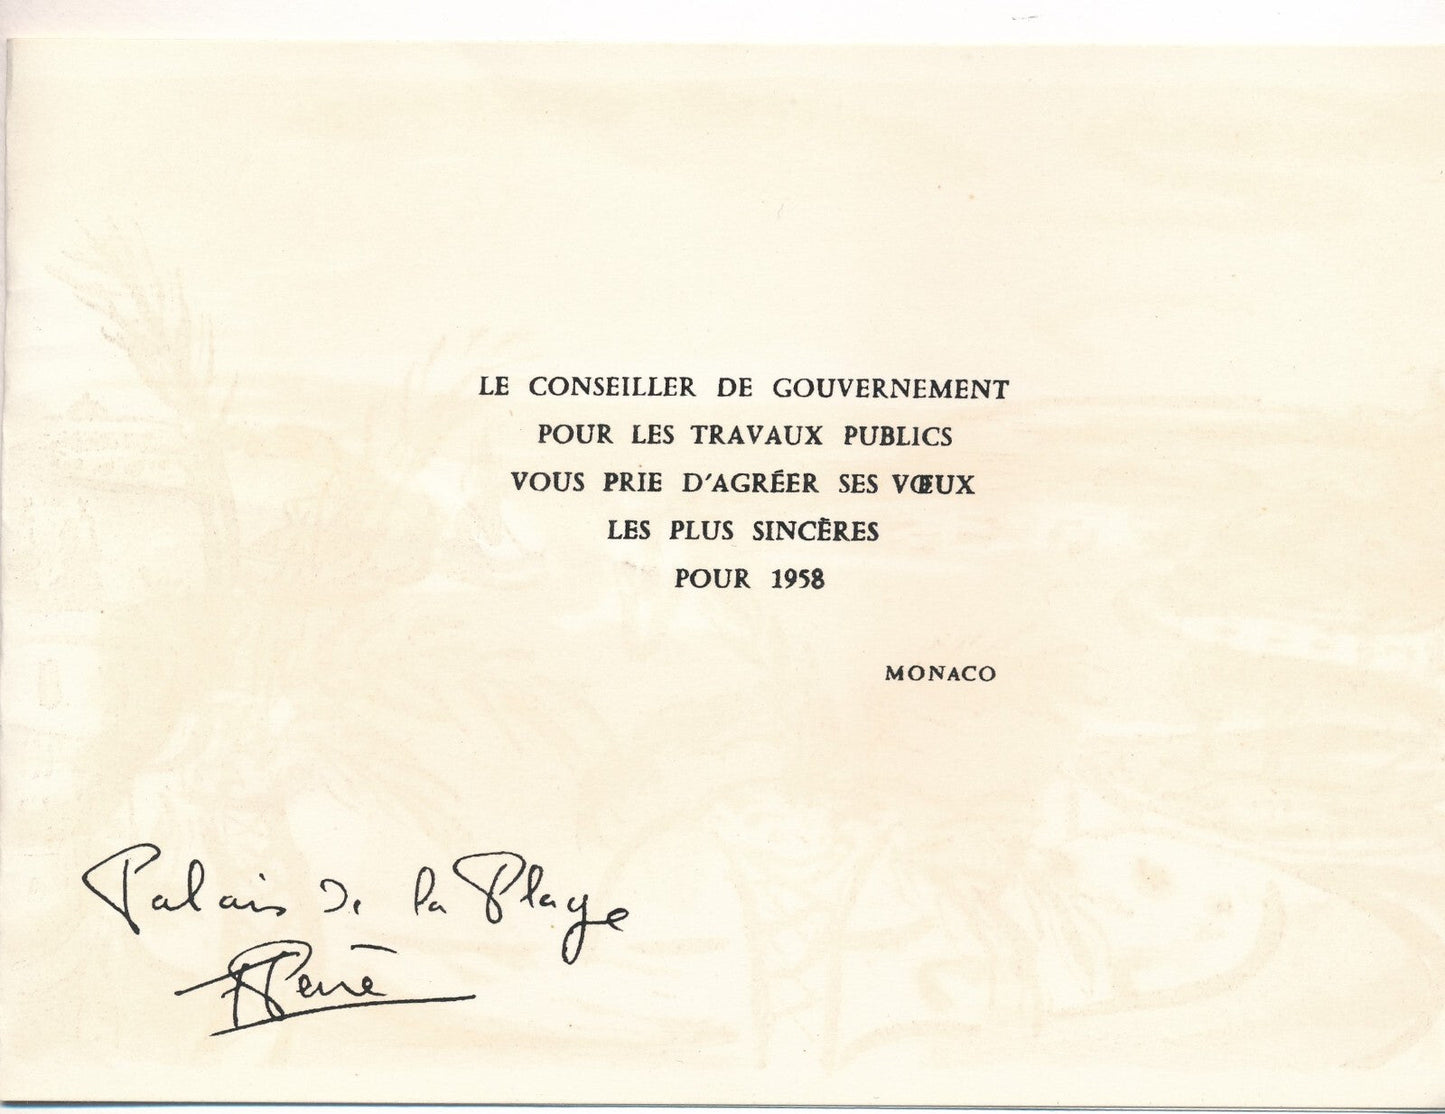 LE CONSEILLER DE GOUVERNEMENT
POUR LES TRAVAUX PUBLICS
VOUS PRIE D'AGRÉER SES VŒUX
LES PLUS SINCÈRES
POUR 1958
MONACO
Palais de la Plage